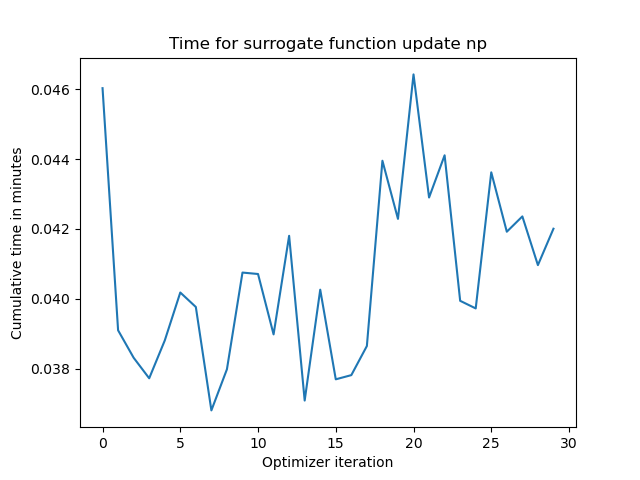 Time for surrogate function update np
0.046
0.044
0.042
0.040
0.038
Cumulative time in minutes
0 5 10 15 20 25 30
Optimizer iteration